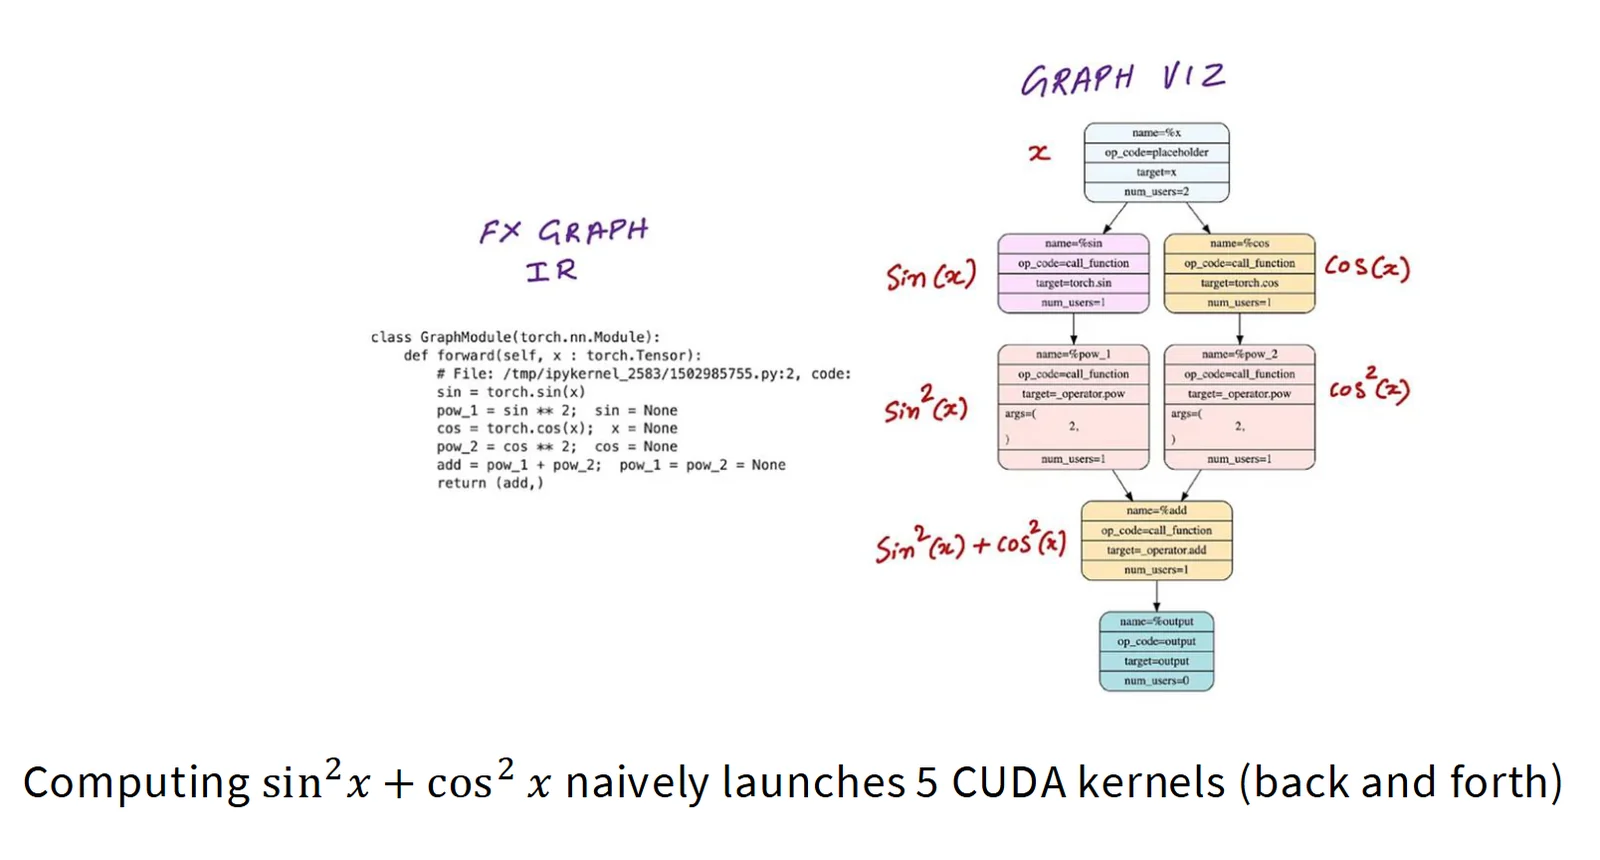 GRAPH VIZ
x
name=%x
op_code=placeholder
target=x
num_users=2
FX GRAPH
IR
class GraphModule(torch.nn.Module):
    def forward(self, x : torch.Tensor):
        # File: /tmp/ipykernel_2583/1502985755.py:2, code:
        sin = torch.sin(x)
        pow_1 = sin ** 2;  sin = None
        cos = torch.cos(x);  x = None
        pow_2 = cos ** 2;  cos = None
        add = pow_1 + pow_2;  pow_1 = pow_2 = None
        return (add,)
Sin(x)
name=%sin
op_code=call_function
target=torch.sin
num_users=1
name=%cos
op_code=call_function
target=torch.cos
num_users=1
cos(x)
Sin²(x)
name=%pow_1
op_code=call_function
target=_operator.pow
args=(
2,
)
num_users=1
name=%pow_2
op_code=call_function
target=_operator.pow
args=(
2,
)
num_users=1
cos²(x)
Sin²(x) + cos²(x)
name=%add
op_code=call_function
target=_operator.add
num_users=1
name=%output
op_code=output
target=output
num_users=0
Computing sin² x + cos² x naively launches 5 CUDA kernels (back and forth)